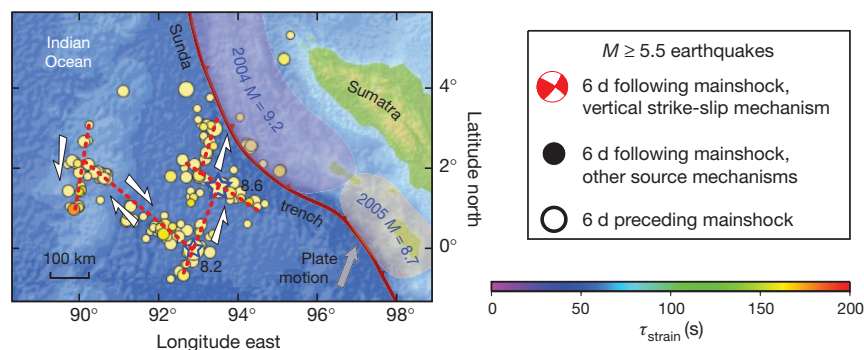 Indian
Ocean
Sunda
2004 M = 9.2
Sumatra
8.6
trench
2005 M = 8.7
8.2
Plate
motion
100 km
4°
2°
0°
Latitude north
90° 92° 94° 96° 98°
Longitude east
M ≥ 5.5 earthquakes
6 d following mainshock,
vertical strike-slip mechanism
6 d following mainshock,
other source mechanisms
6 d preceding mainshock
0 50 100 150 200
τstrain (s)